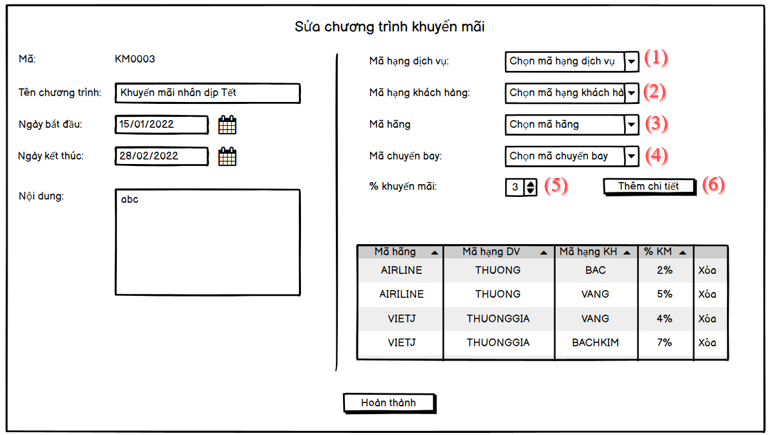 Sửa chương trình khuyến mãi
Mã: KM0003
Tên chương trình: Khuyến mãi nhân dịp Tết
Ngày bắt đầu: 15/01/2022
Ngày kết thúc: 28/02/2022
Nội dung: abc
Mã hạng dịch vụ: Chọn mã hạng dịch vụ (1)
Mã hạng khách hàng: Chọn mã hạng khách hà (2)
Mã hãng Chọn mã hãng (3)
Mã chuyến bay: Chọn mã chuyến bay (4)
% khuyến mãi: 3 (5) Thêm chi tiết (6)
Mã hãng Mã hạng DV Mã hạng KH % KM
AIRLINE THUONG BAC 2% Xóa
AIRILINE THUONG VANG 5% Xóa
VIETJ THUONGGIA VANG 4% Xóa
VIETJ THUONGGIA BACHKIM 7% Xóa
Hoàn thành